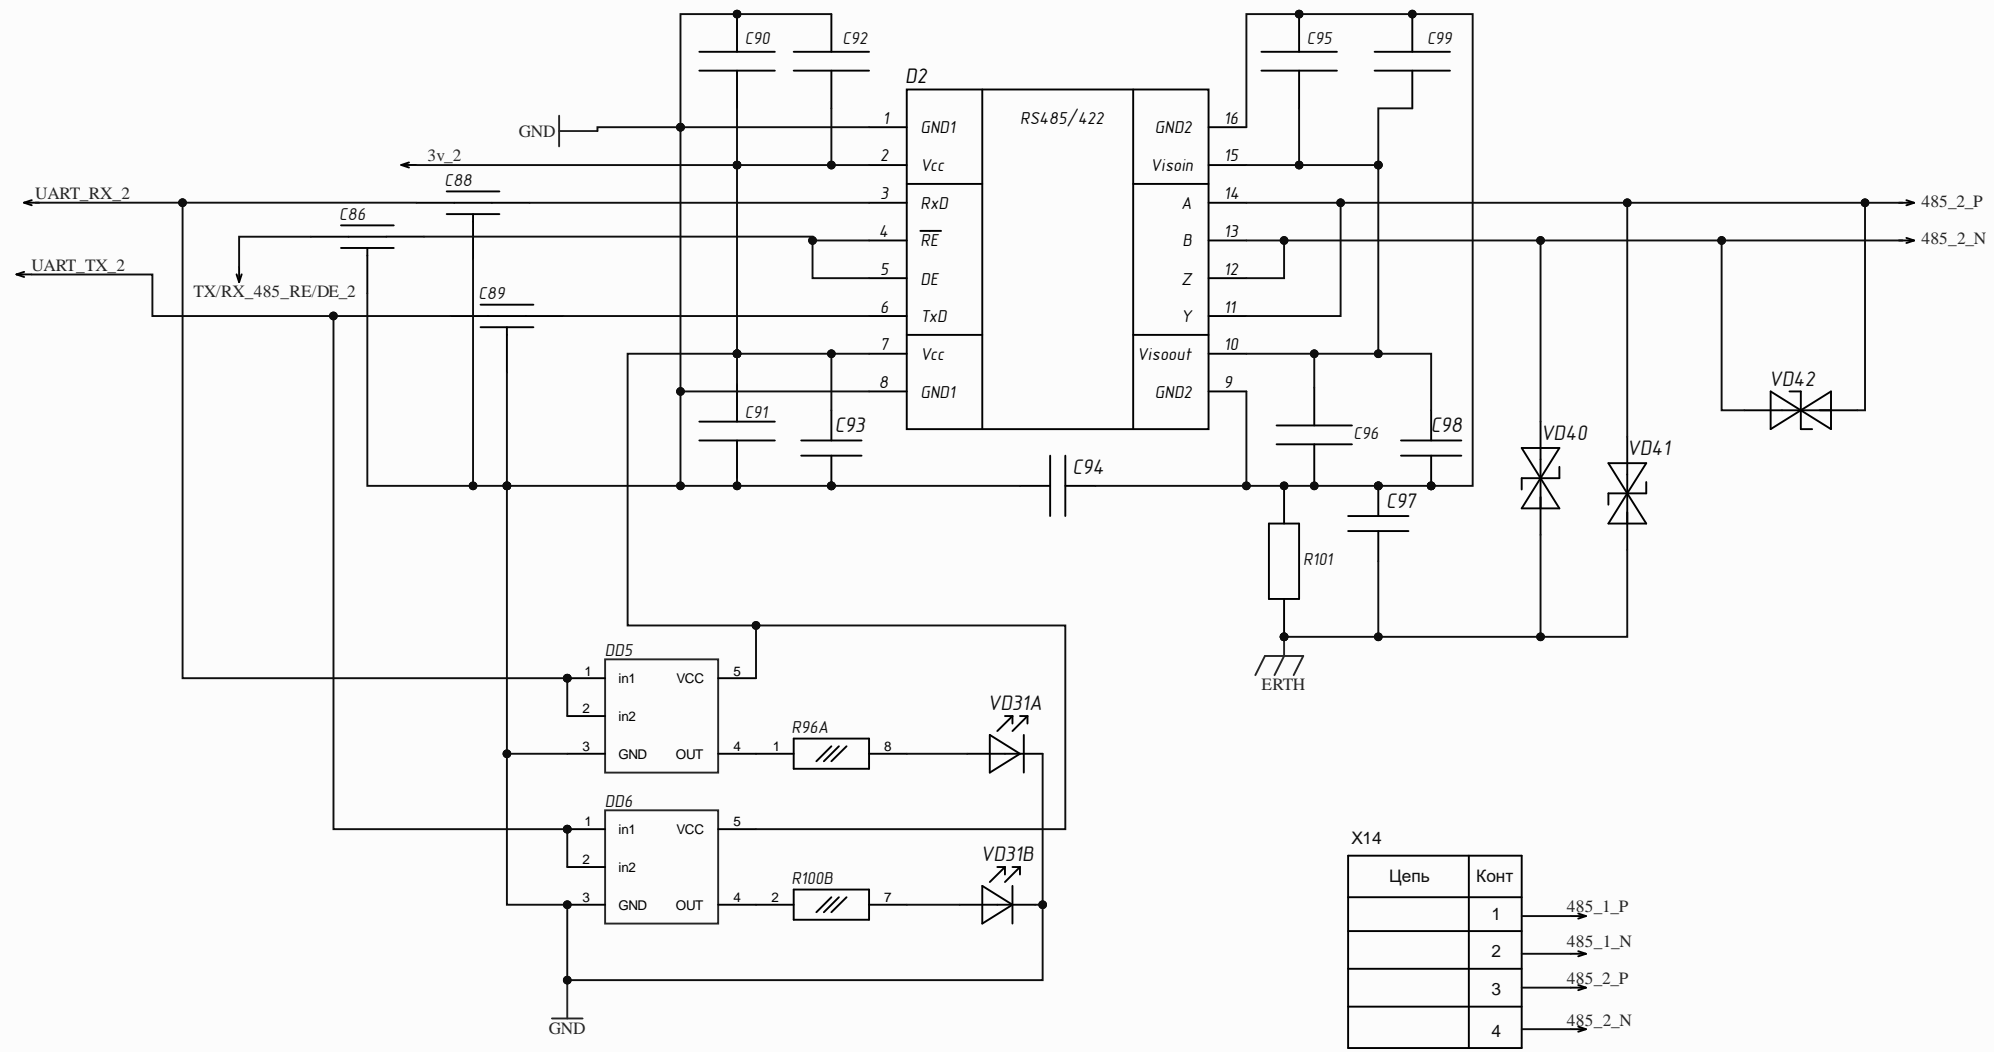 C90
C92
C95
C99
D2
RS485/422
GND
1
GND1
GND2
16
3v_2
2
Vcc
Visoin
15
UART_RX_2
C88
3
RxD
A
14
485_2_P
C86
4
RE
B
13
485_2_N
UART_TX_2
TX/RX_485_RE/DE_2
C89
5
DE
Z
12
6
TxD
Y
11
7
Vcc
Visoout
10
8
GND1
GND2
9
VD42
C91
C93
C96
C98
VD40
VD41
C94
C97
R101
ERTH
DD5
1
in1
VCC
5
2
in2
3
GND
OUT
4
1
R96A
8
VD31A
DD6
1
in1
VCC
5
2
in2
3
GND
OUT
4
2
R100B
7
VD31B
GND
X14
Цепь
Конт
1
485_1_P
2
485_1_N
3
485_2_P
4
485_2_N